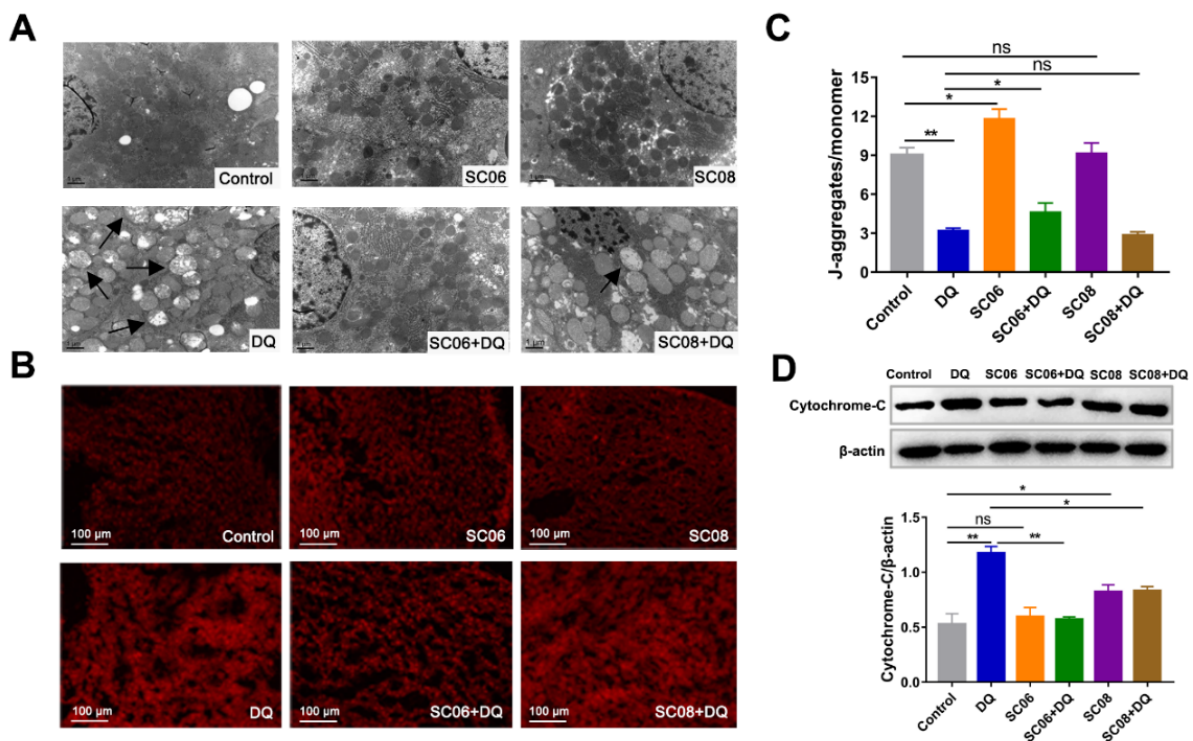 A
Control
SC06
SC08
1 μm
DQ
SC06+DQ
SC08+DQ
B
100 μm
Control
100 μm
SC06
100 μm
SC08
100 μm
DQ
100 μm
SC06+DQ
100 μm
SC08+DQ
C
ns
ns
*
*
**
J-aggregates/monomer
15
12
9
6
3
0
Control
DQ
SC06
SC06+DQ
SC08
SC08+DQ
D
Control DQ SC06 SC06+DQ SC08 SC08+DQ
Cytochrome-C
β-actin
*
*
ns
**
**
Cytochrome-C/β-actin
1.5
1.0
0.5
0.0
Control
DQ
SC06
SC06+DQ
SC08
SC08+DQ